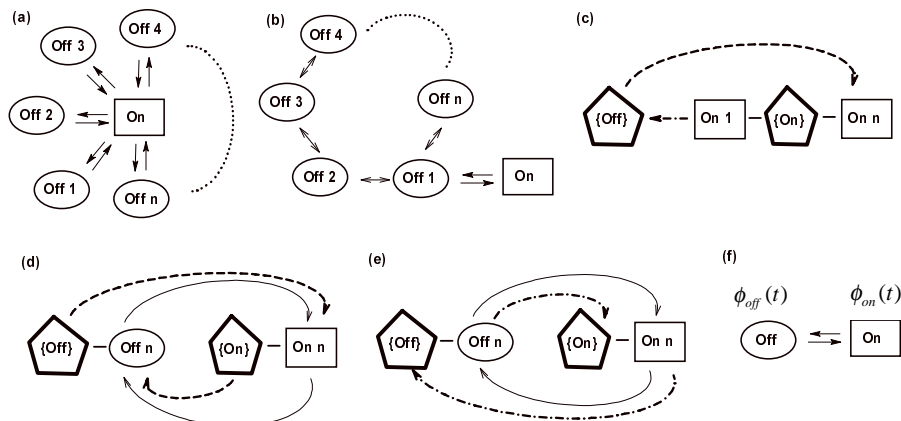 (a)
Off 4
Off 3
On
Off 2
Off 1
Off n
(b)
Off 4
Off 3
Off n
Off 2
Off 1
On
(c)
{Off}
On 1
{On}
On n
(d)
{Off}
Off n
{On}
On n
(e)
{Off}
Off n
{On}
On n
(f)
ϕoff(t)
ϕon(t)
Off
On